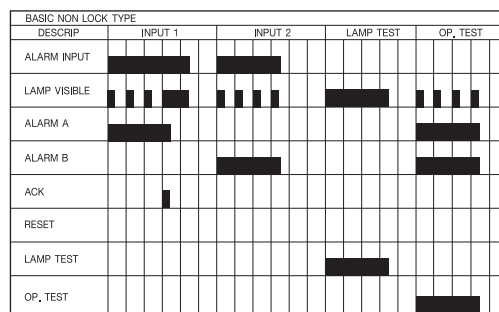 BASIC NON LOCK TYPE
DESCRIP INPUT 1 INPUT 2 LAMP TEST OP. TEST
ALARM INPUT
LAMP VISIBLE
ALARM A
ALARM B
ACK
RESET
LAMP TEST
OP. TEST